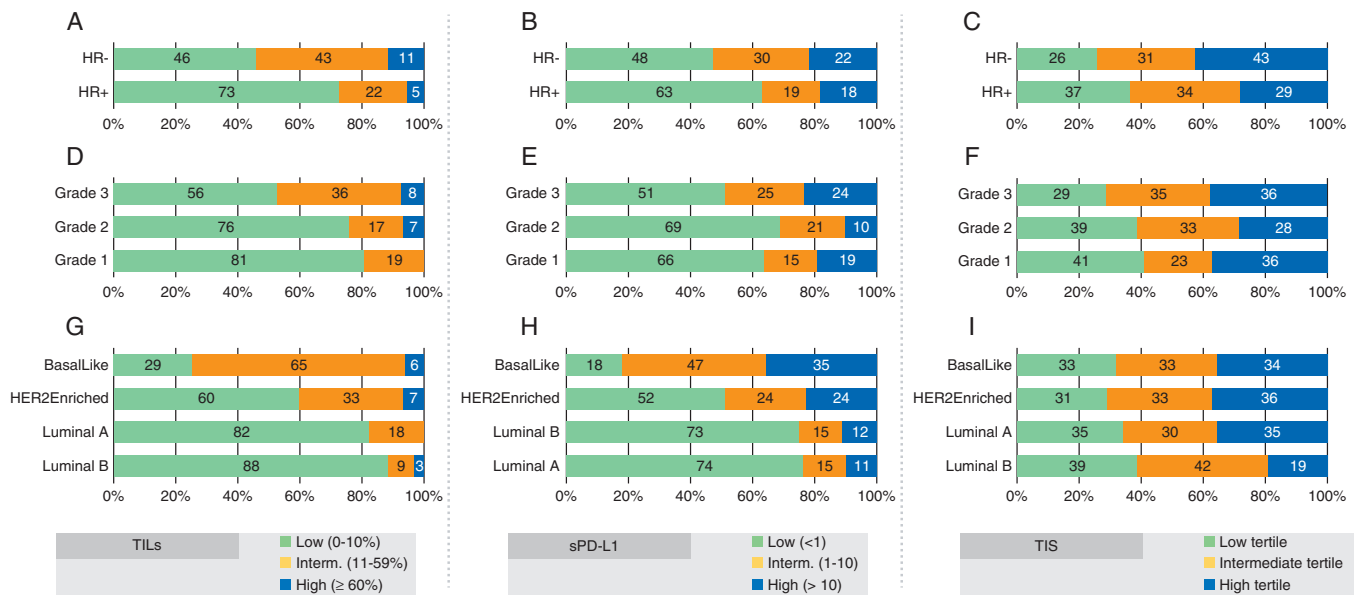 A
HR- 46 43 11
HR+ 73 22 5
0% 20% 40% 60% 80% 100%
B
HR- 48 30 22
HR+ 63 19 18
0% 20% 40% 60% 80% 100%
C
HR- 26 31 43
HR+ 37 34 29
0% 20% 40% 60% 80% 100%
D
Grade 3 56 36 8
Grade 2 76 17 7
Grade 1 81 19
0% 20% 40% 60% 80% 100%
E
Grade 3 51 25 24
Grade 2 69 21 10
Grade 1 66 15 19
0% 20% 40% 60% 80% 100%
F
Grade 3 29 35 36
Grade 2 39 33 28
Grade 1 41 23 36
0% 20% 40% 60% 80% 100%
G
BasalLike 29 65 6
HER2Enriched 60 33 7
Luminal A 82 18
Luminal B 88 9 3
0% 20% 40% 60% 80% 100%
H
BasalLike 18 47 35
HER2Enriched 52 24 24
Luminal B 73 15 12
Luminal A 74 15 11
0% 20% 40% 60% 80% 100%
I
BasalLike 33 33 34
HER2Enriched 31 33 36
Luminal A 35 30 35
Luminal B 39 42 19
0% 20% 40% 60% 80% 100%
TILs
Low (0-10%)
Interm. (11-59%)
High (≥ 60%)
sPD-L1
Low (<1)
Interm. (1-10)
High (> 10)
TIS
Low tertile
Intermediate tertile
High tertile